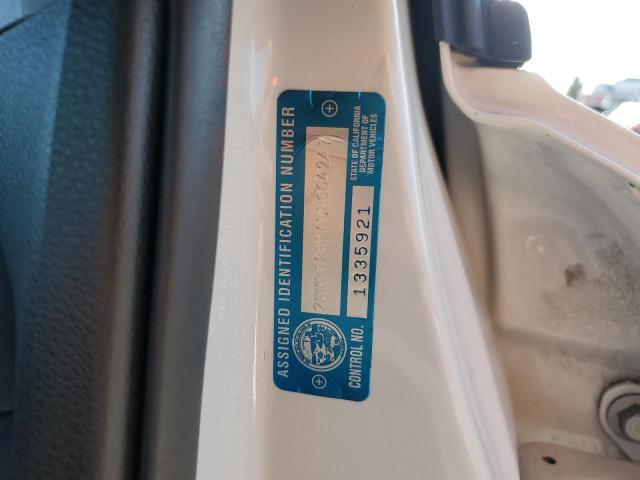 ASSIGNED IDENTIFICATION NUMBER
CONTROL NO.
1335921
STATE OF CALIFORNIA
DEPARTMENT OF
MOTOR VEHICLES